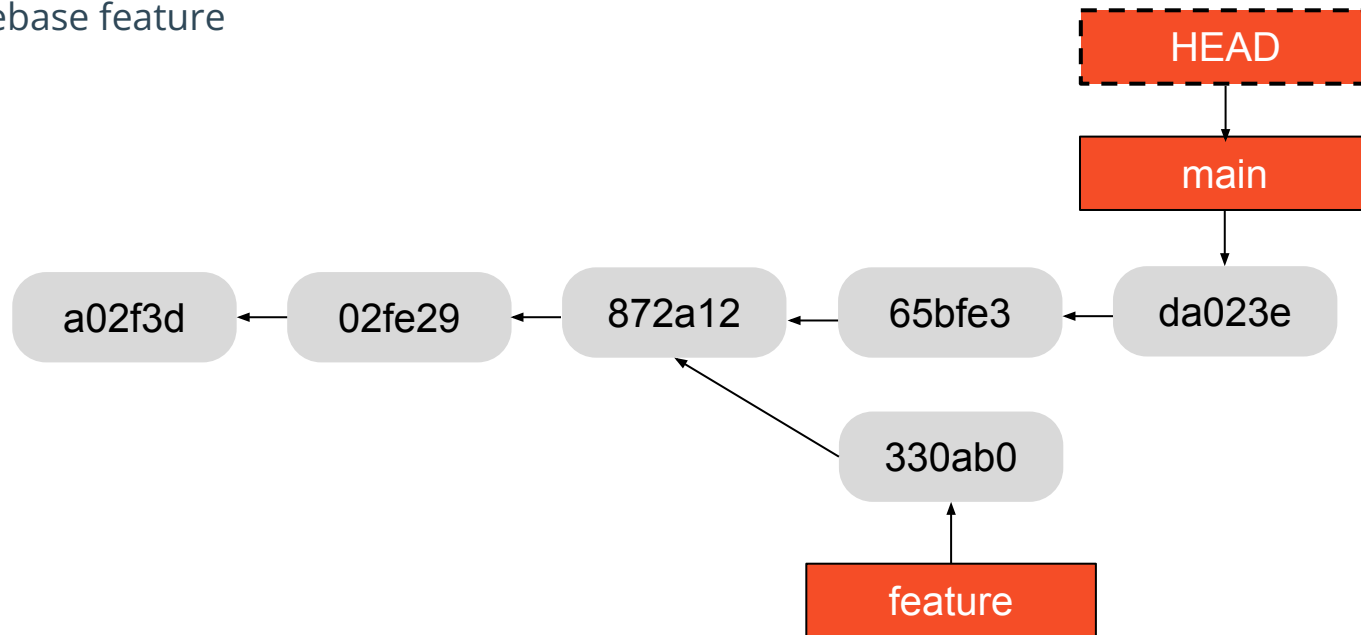 ebase feature
HEAD
main
a02f3d
02fe29
872a12
65bfe3
da023e
330ab0
feature